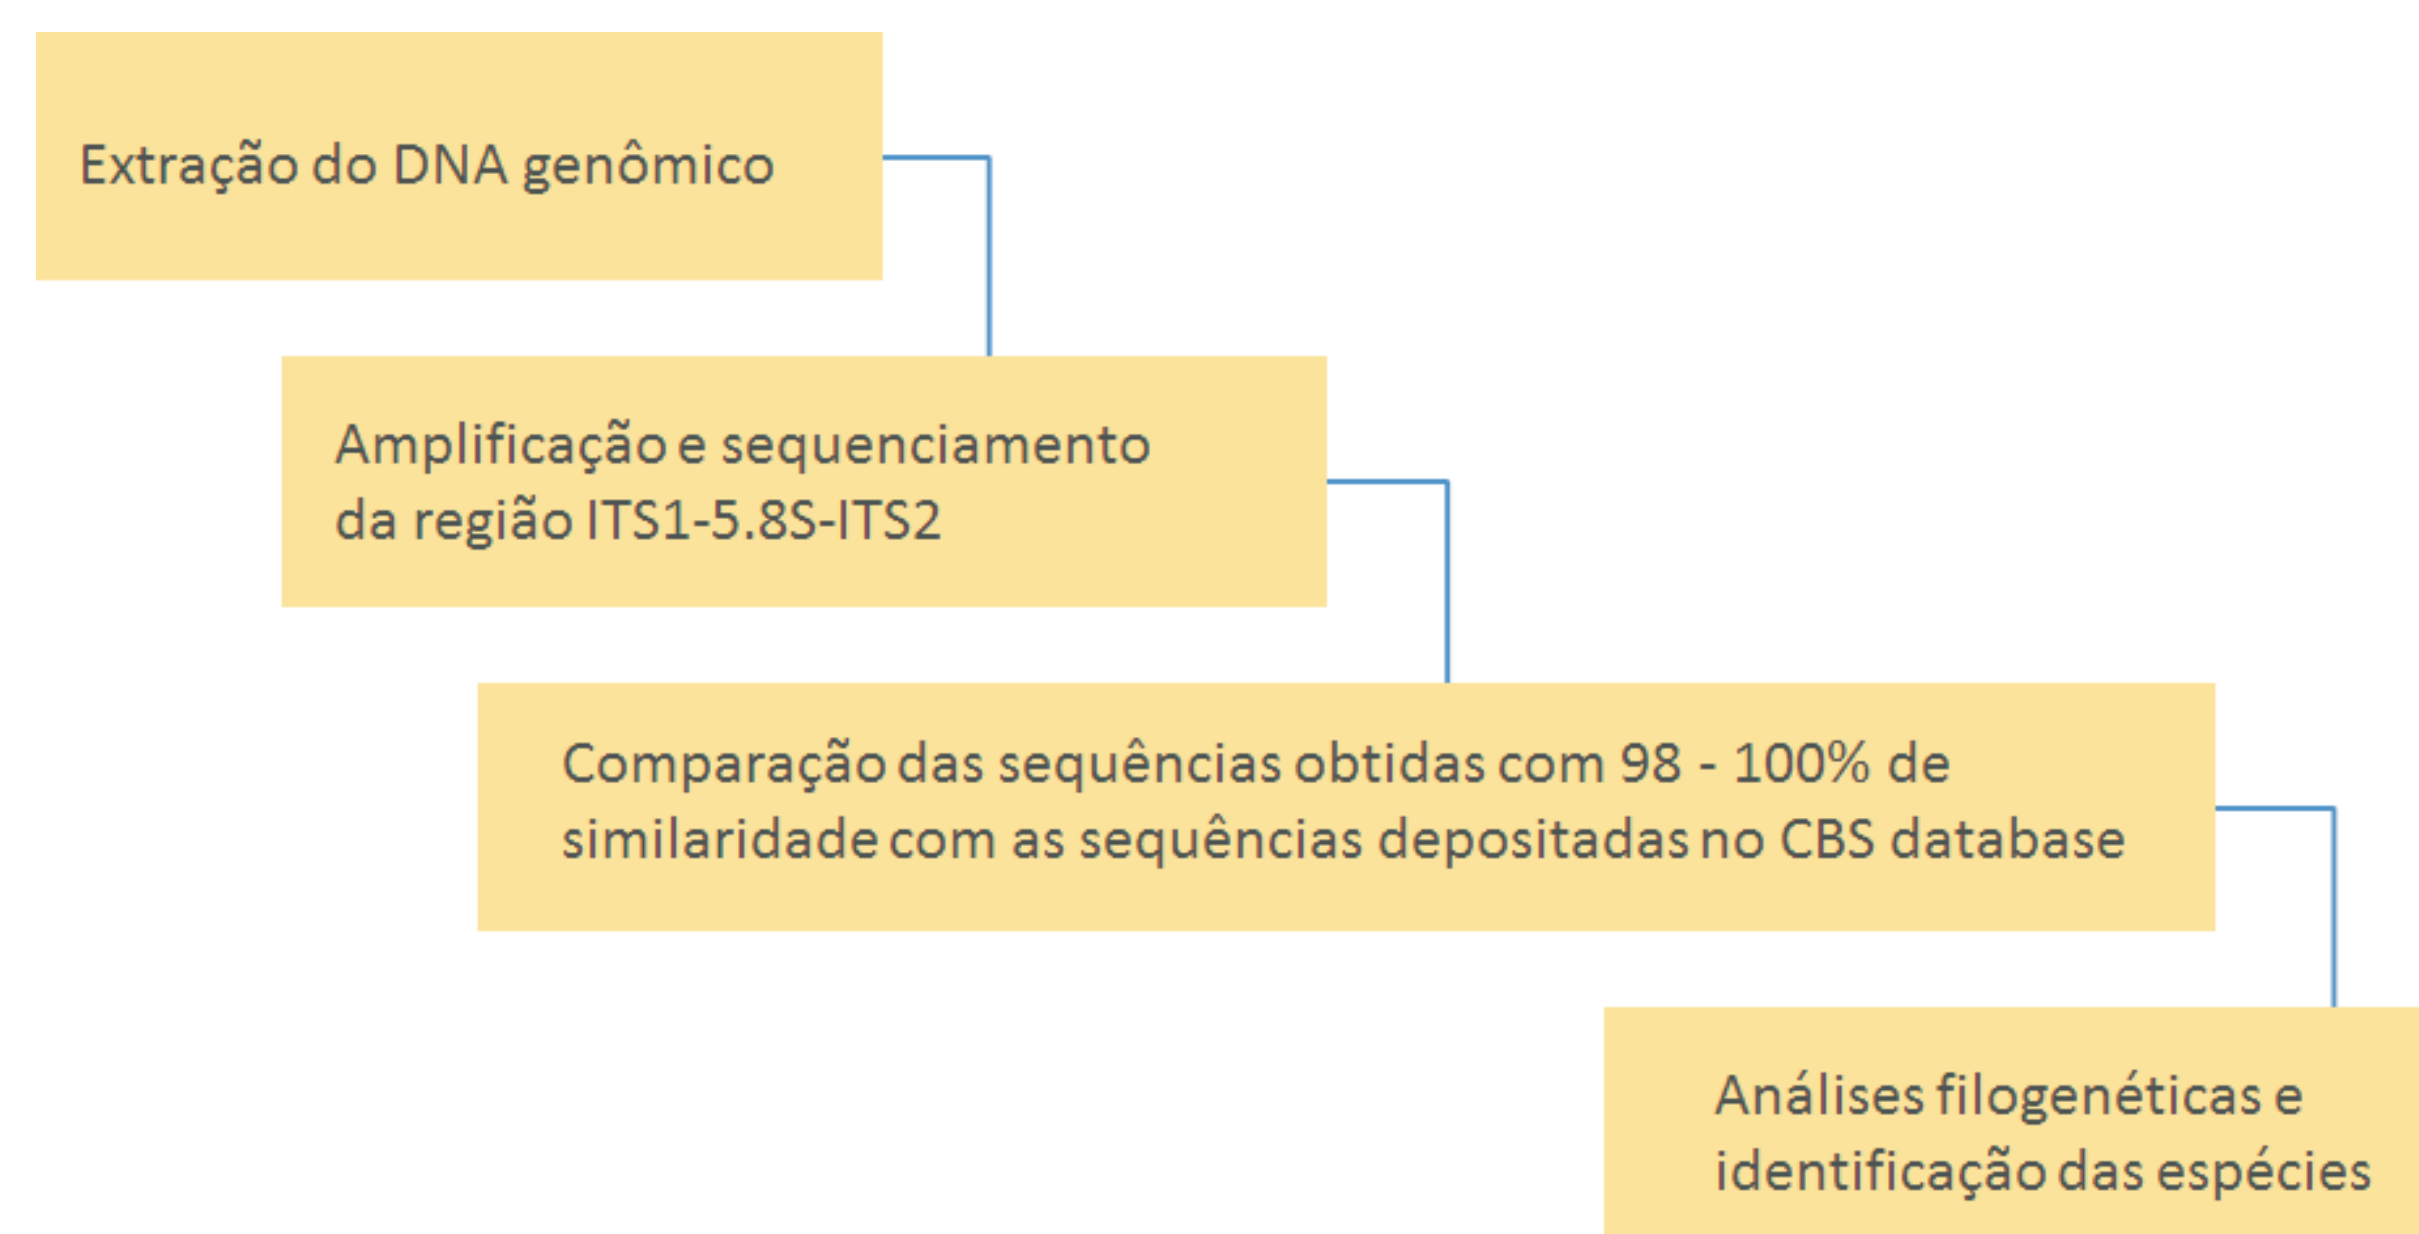 Extração do DNA genômico
Amplificação e sequenciamento
da região ITS1-5.8S-ITS2
Comparação das sequências obtidas com 98 - 100% de
similaridade com as sequências depositadas no CBS database
Análises filogenéticas e
identificação das espécies